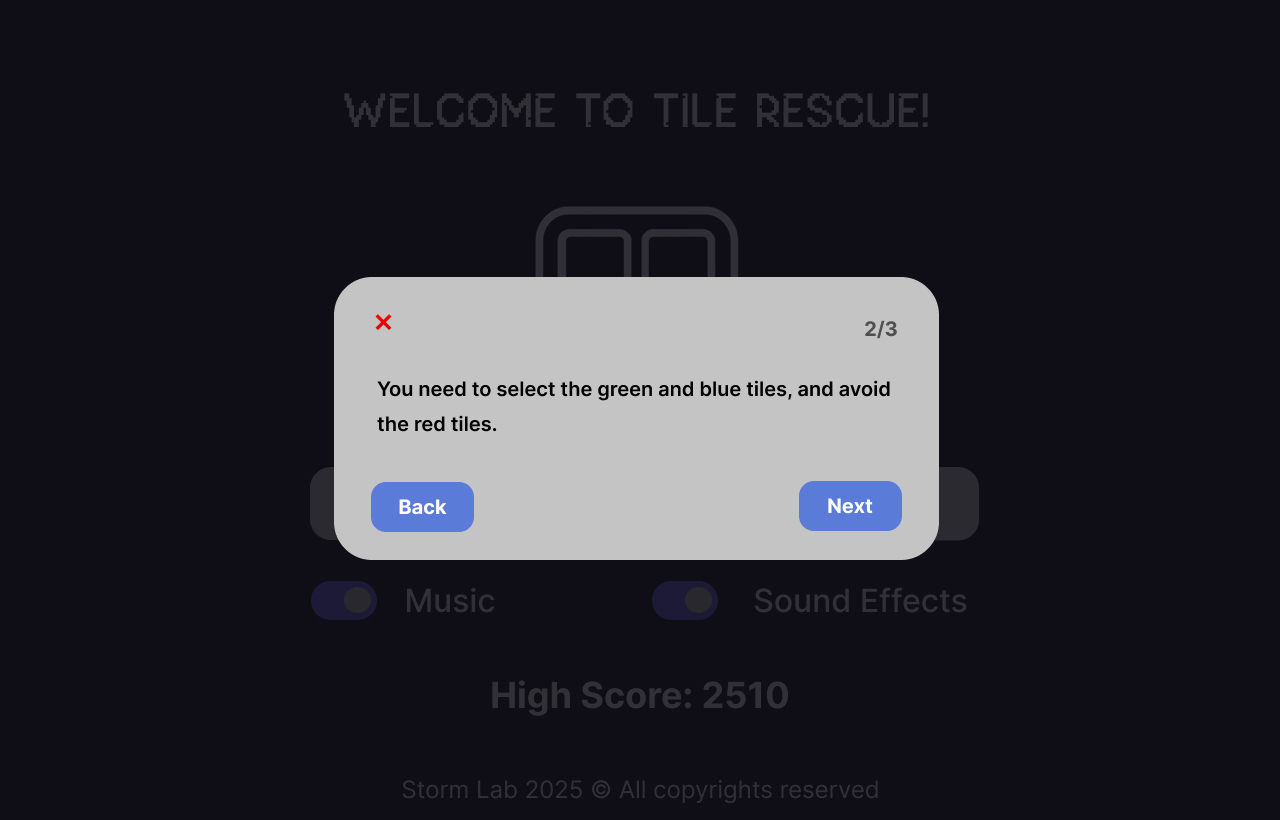 WELCOME TO TILE RESCUE!
✕
2/3
You need to select the green and blue tiles, and avoid
the red tiles.
Back
Next
Music
Sound Effects
High Score: 2510
Storm Lab 2025 © All copyrights reserved